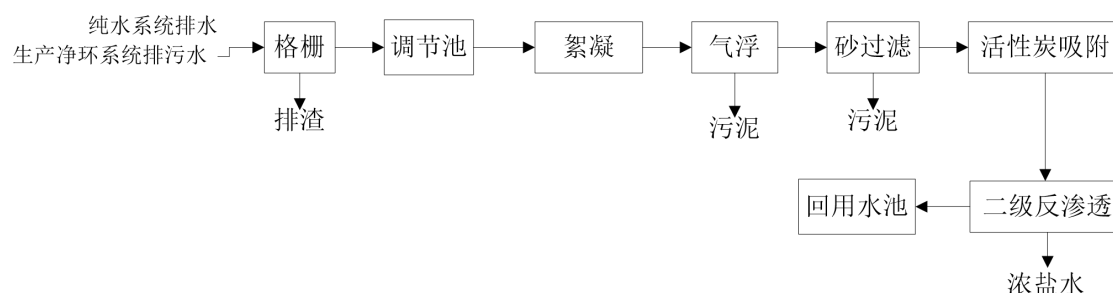 纯水系统排水
生产净环系统排污水
格栅
调节池
絮凝
气浮
砂过滤
活性炭吸附
排渣
污泥
污泥
回用水池
二级反渗透
浓盐水